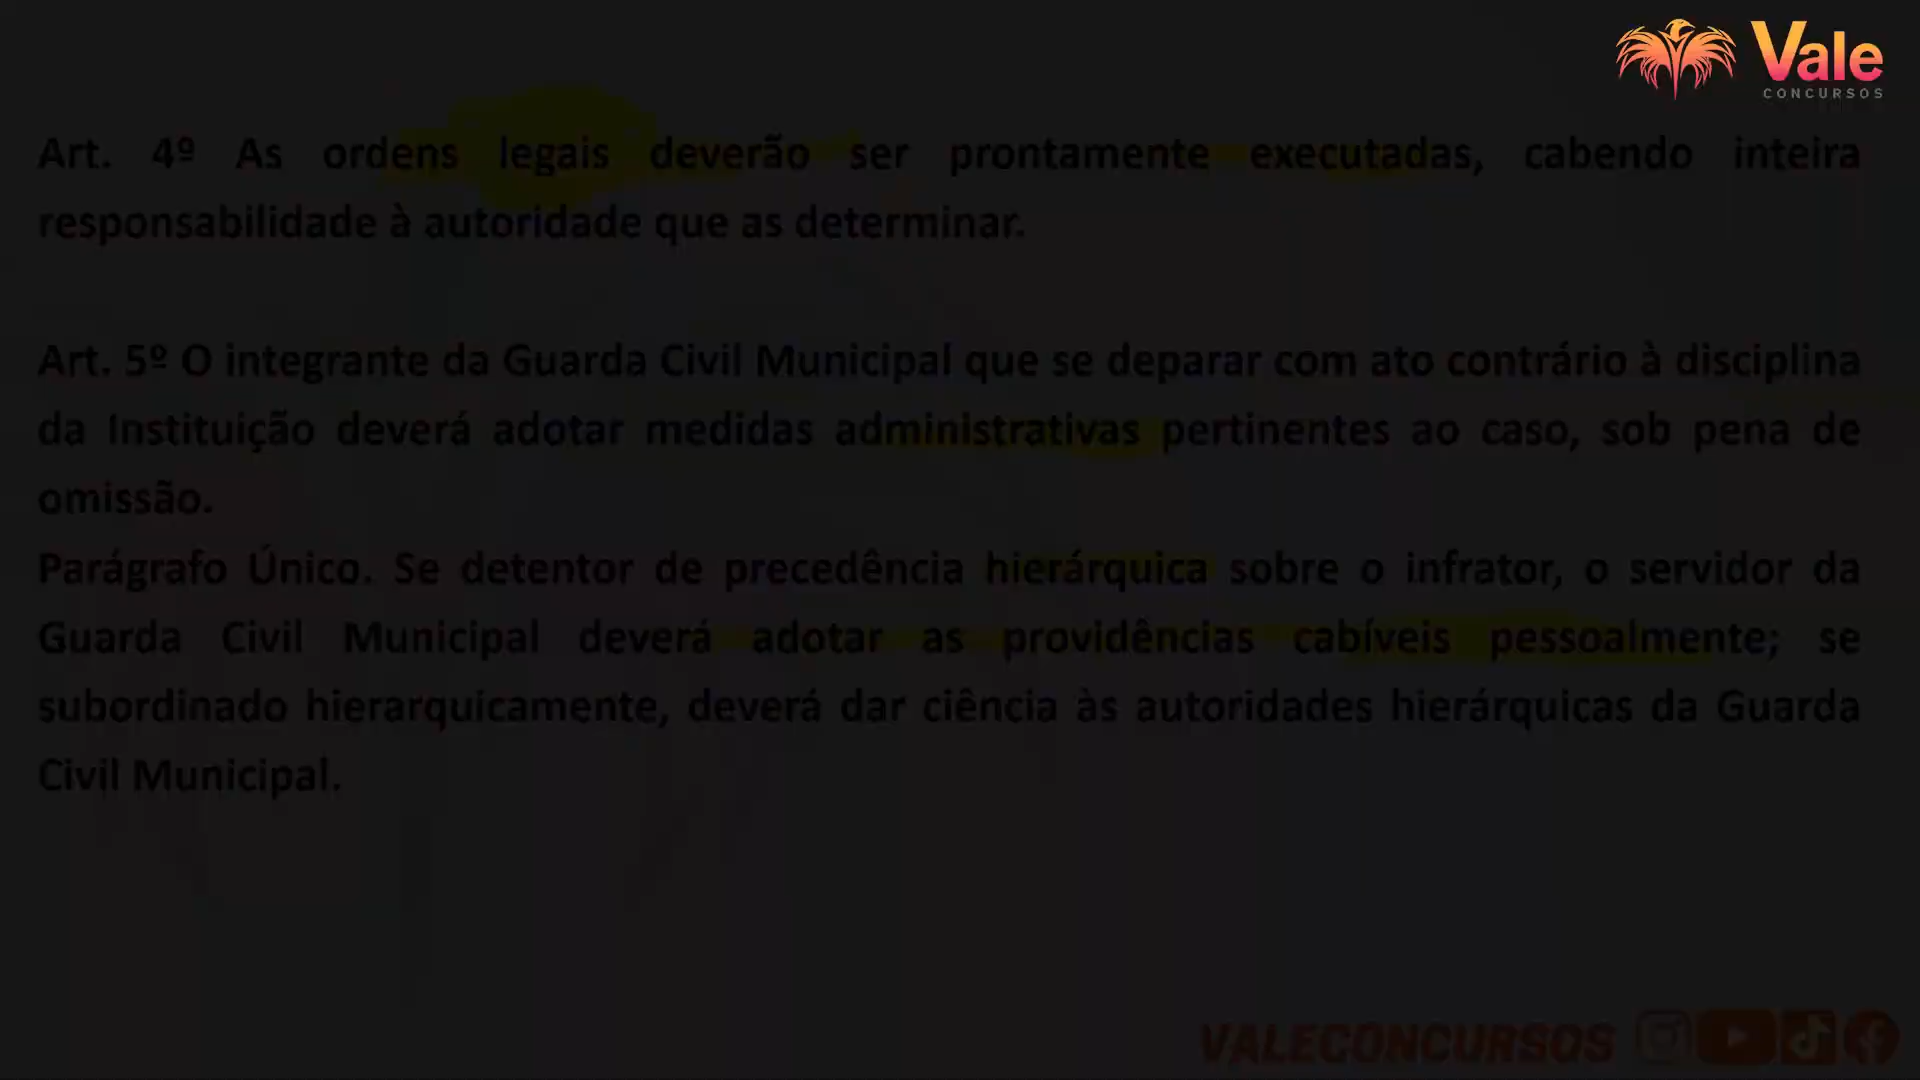 Vale
CONCURSOS
Art. 4º As ordens legais deverão ser prontamente executadas, cabendo inteira
responsabilidade à autoridade que as determinar.
Art. 5º O integrante da Guarda Civil Municipal que se deparar com ato contrário à disciplina
da Instituição deverá adotar medidas administrativas pertinentes ao caso, sob pena de
omissão.
Parágrafo Único. Se detentor de precedência hierárquica sobre o infrator, o servidor da
Guarda Civil Municipal deverá adotar as providências cabíveis pessoalmente; se
subordinado hierarquicamente, deverá dar ciência às autoridades hierárquicas da Guarda
Civil Municipal.
VALECONCURSOS